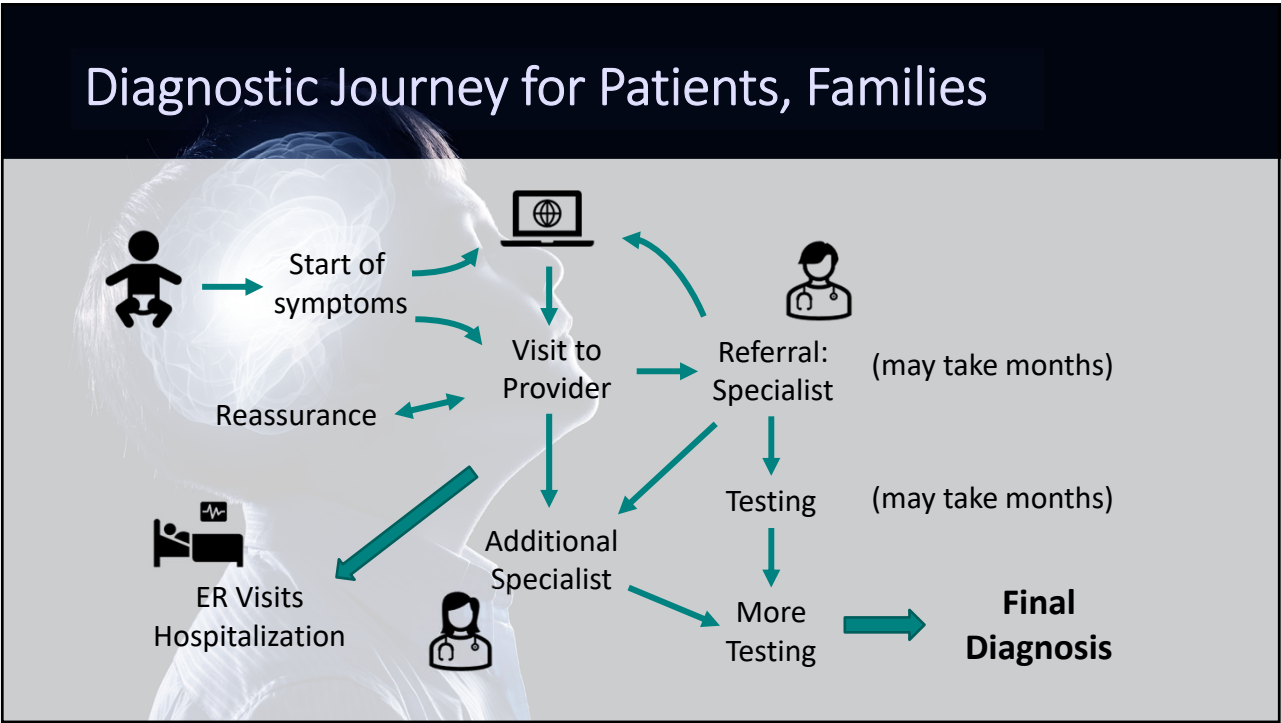 Diagnostic Journey for Patients, Families
Start of
symptoms
Visit to
Provider
Referral:
Specialist
(may take months)
Reassurance
Testing
(may take months)
Additional
Specialist
ER Visits
Hospitalization
More
Testing
Final
Diagnosis